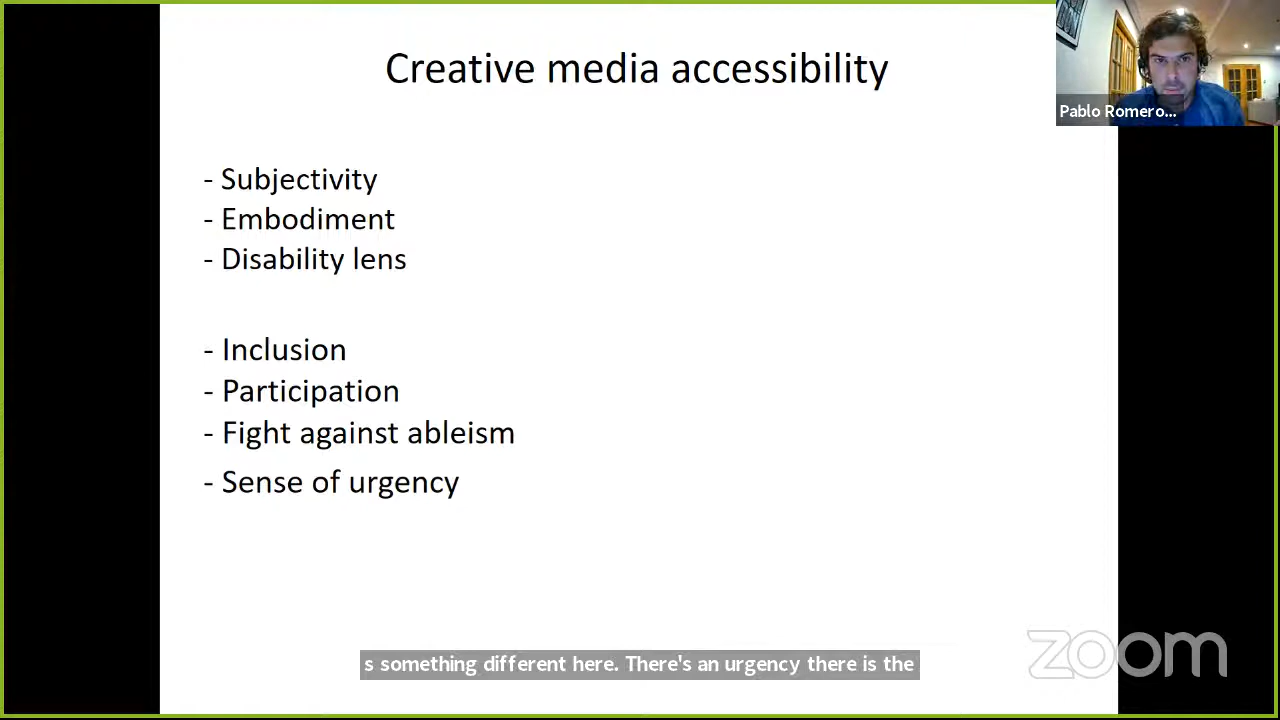 Creative media accessibility
Pablo Romero...
- Subjectivity
- Embodiment
- Disability lens
- Inclusion
- Participation
- Fight against ableism
- Sense of urgency
s something different here. There's an urgency there is the
zoom